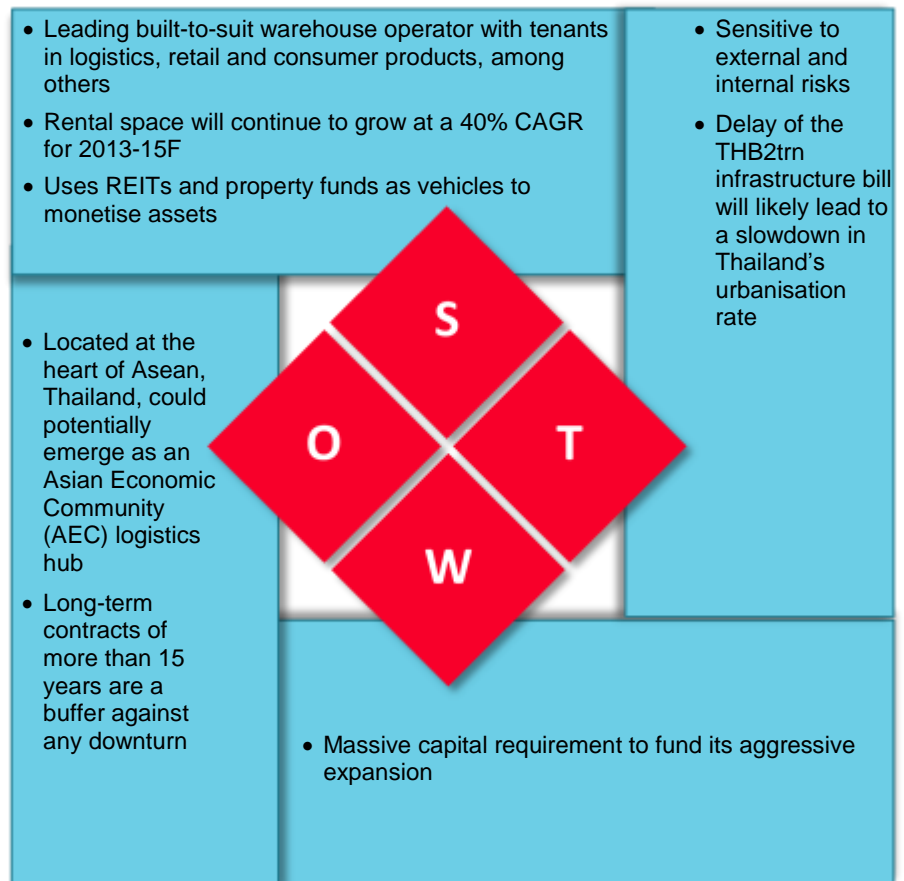 • Leading built-to-suit warehouse operator with tenants
in logistics, retail and consumer products, among
others
• Rental space will continue to grow at a 40% CAGR
for 2013-15F
• Uses REITs and property funds as vehicles to
monetise assets
• Sensitive to
external and
internal risks
• Delay of the
THB2trn
infrastructure bill
will likely lead to
a slowdown in
Thailand’s
urbanisation
rate
• Located at the
heart of Asean,
Thailand, could
potentially
emerge as an
Asian Economic
Community
(AEC) logistics
hub
• Long-term
contracts of
more than 15
years are a
buffer against
any downturn
S
O
T
W
• Massive capital requirement to fund its aggressive
expansion